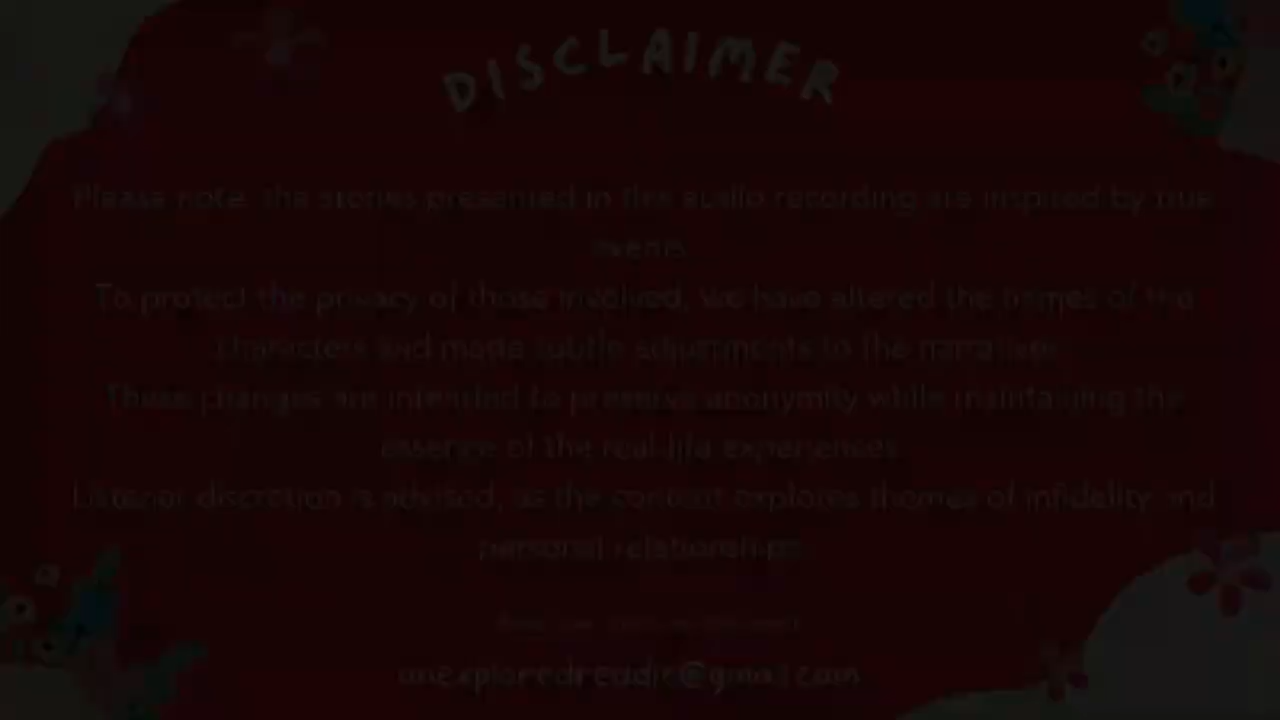 DISCLAIMER
Please note, the stories presented in this audio recording are inspired by true
events.
To protect the privacy of those involved, we have altered the names of the
characters and made subtle adjustments to the narratives.
These changes are intended to preserve anonymity while maintaining the
essence of the real-life experiences.
Listener discretion is advised, as the content explores themes of infidelity and
personal relationships.